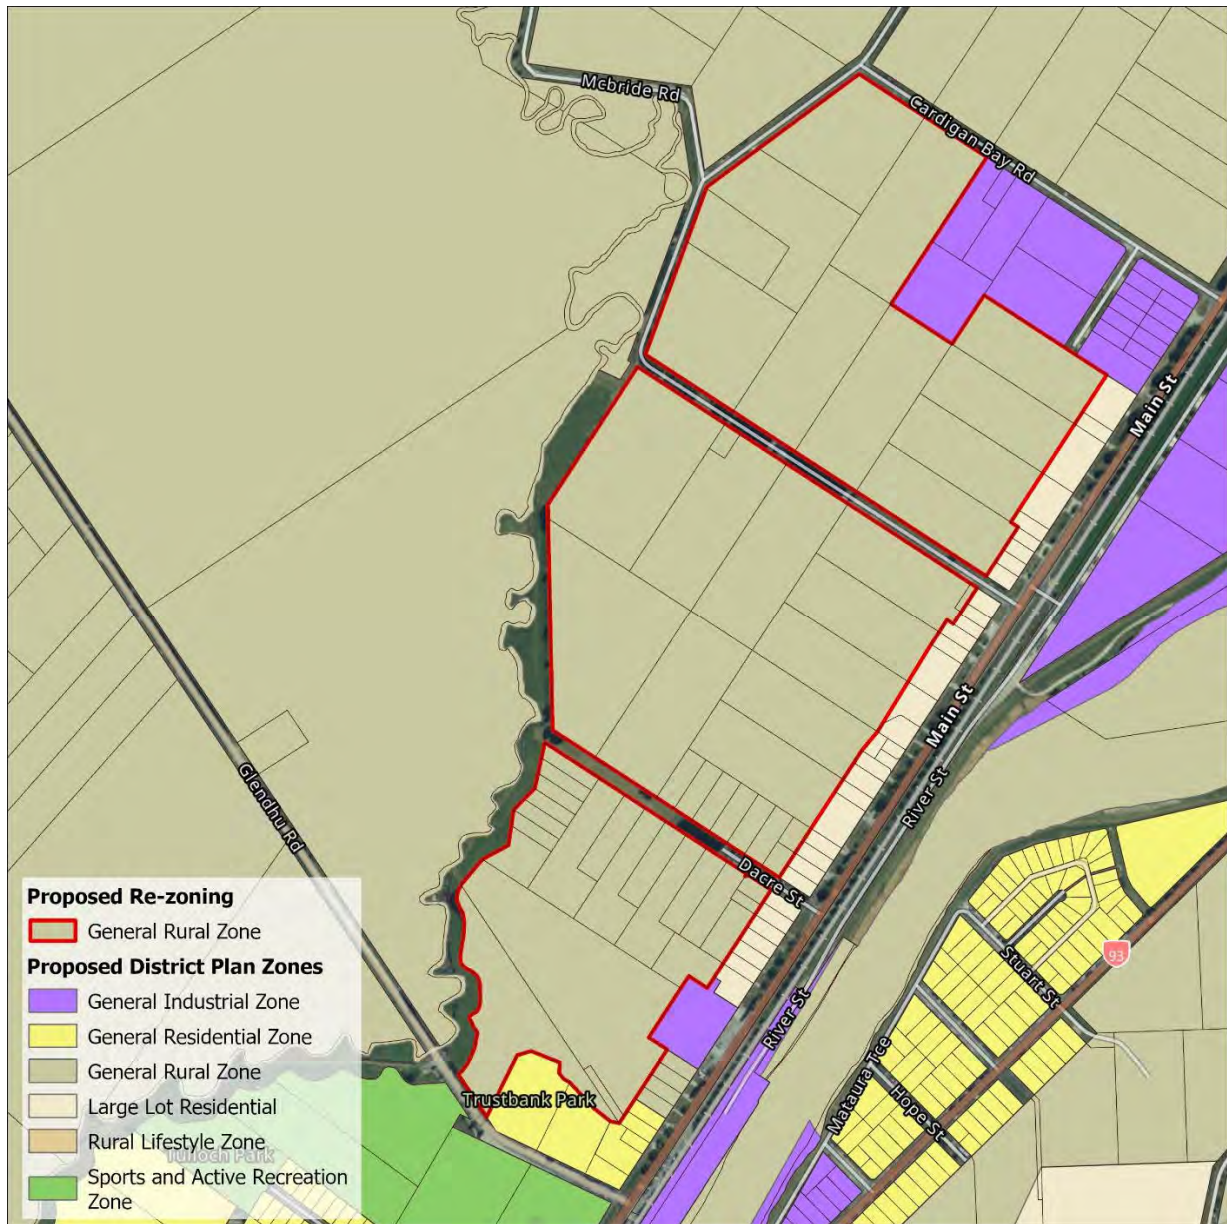 Mcbride Rd
Cardigan Bay Rd
Main St
Main St
River St
Glendhu Rd
Dacre St
River St
Stuart St
93
Mataura Tce
Hope St
Trustbank Park
Tulloch Park
Proposed Re-zoning
General Rural Zone
Proposed District Plan Zones
General Industrial Zone
General Residential Zone
General Rural Zone
Large Lot Residential
Rural Lifestyle Zone
Sports and Active Recreation
Zone